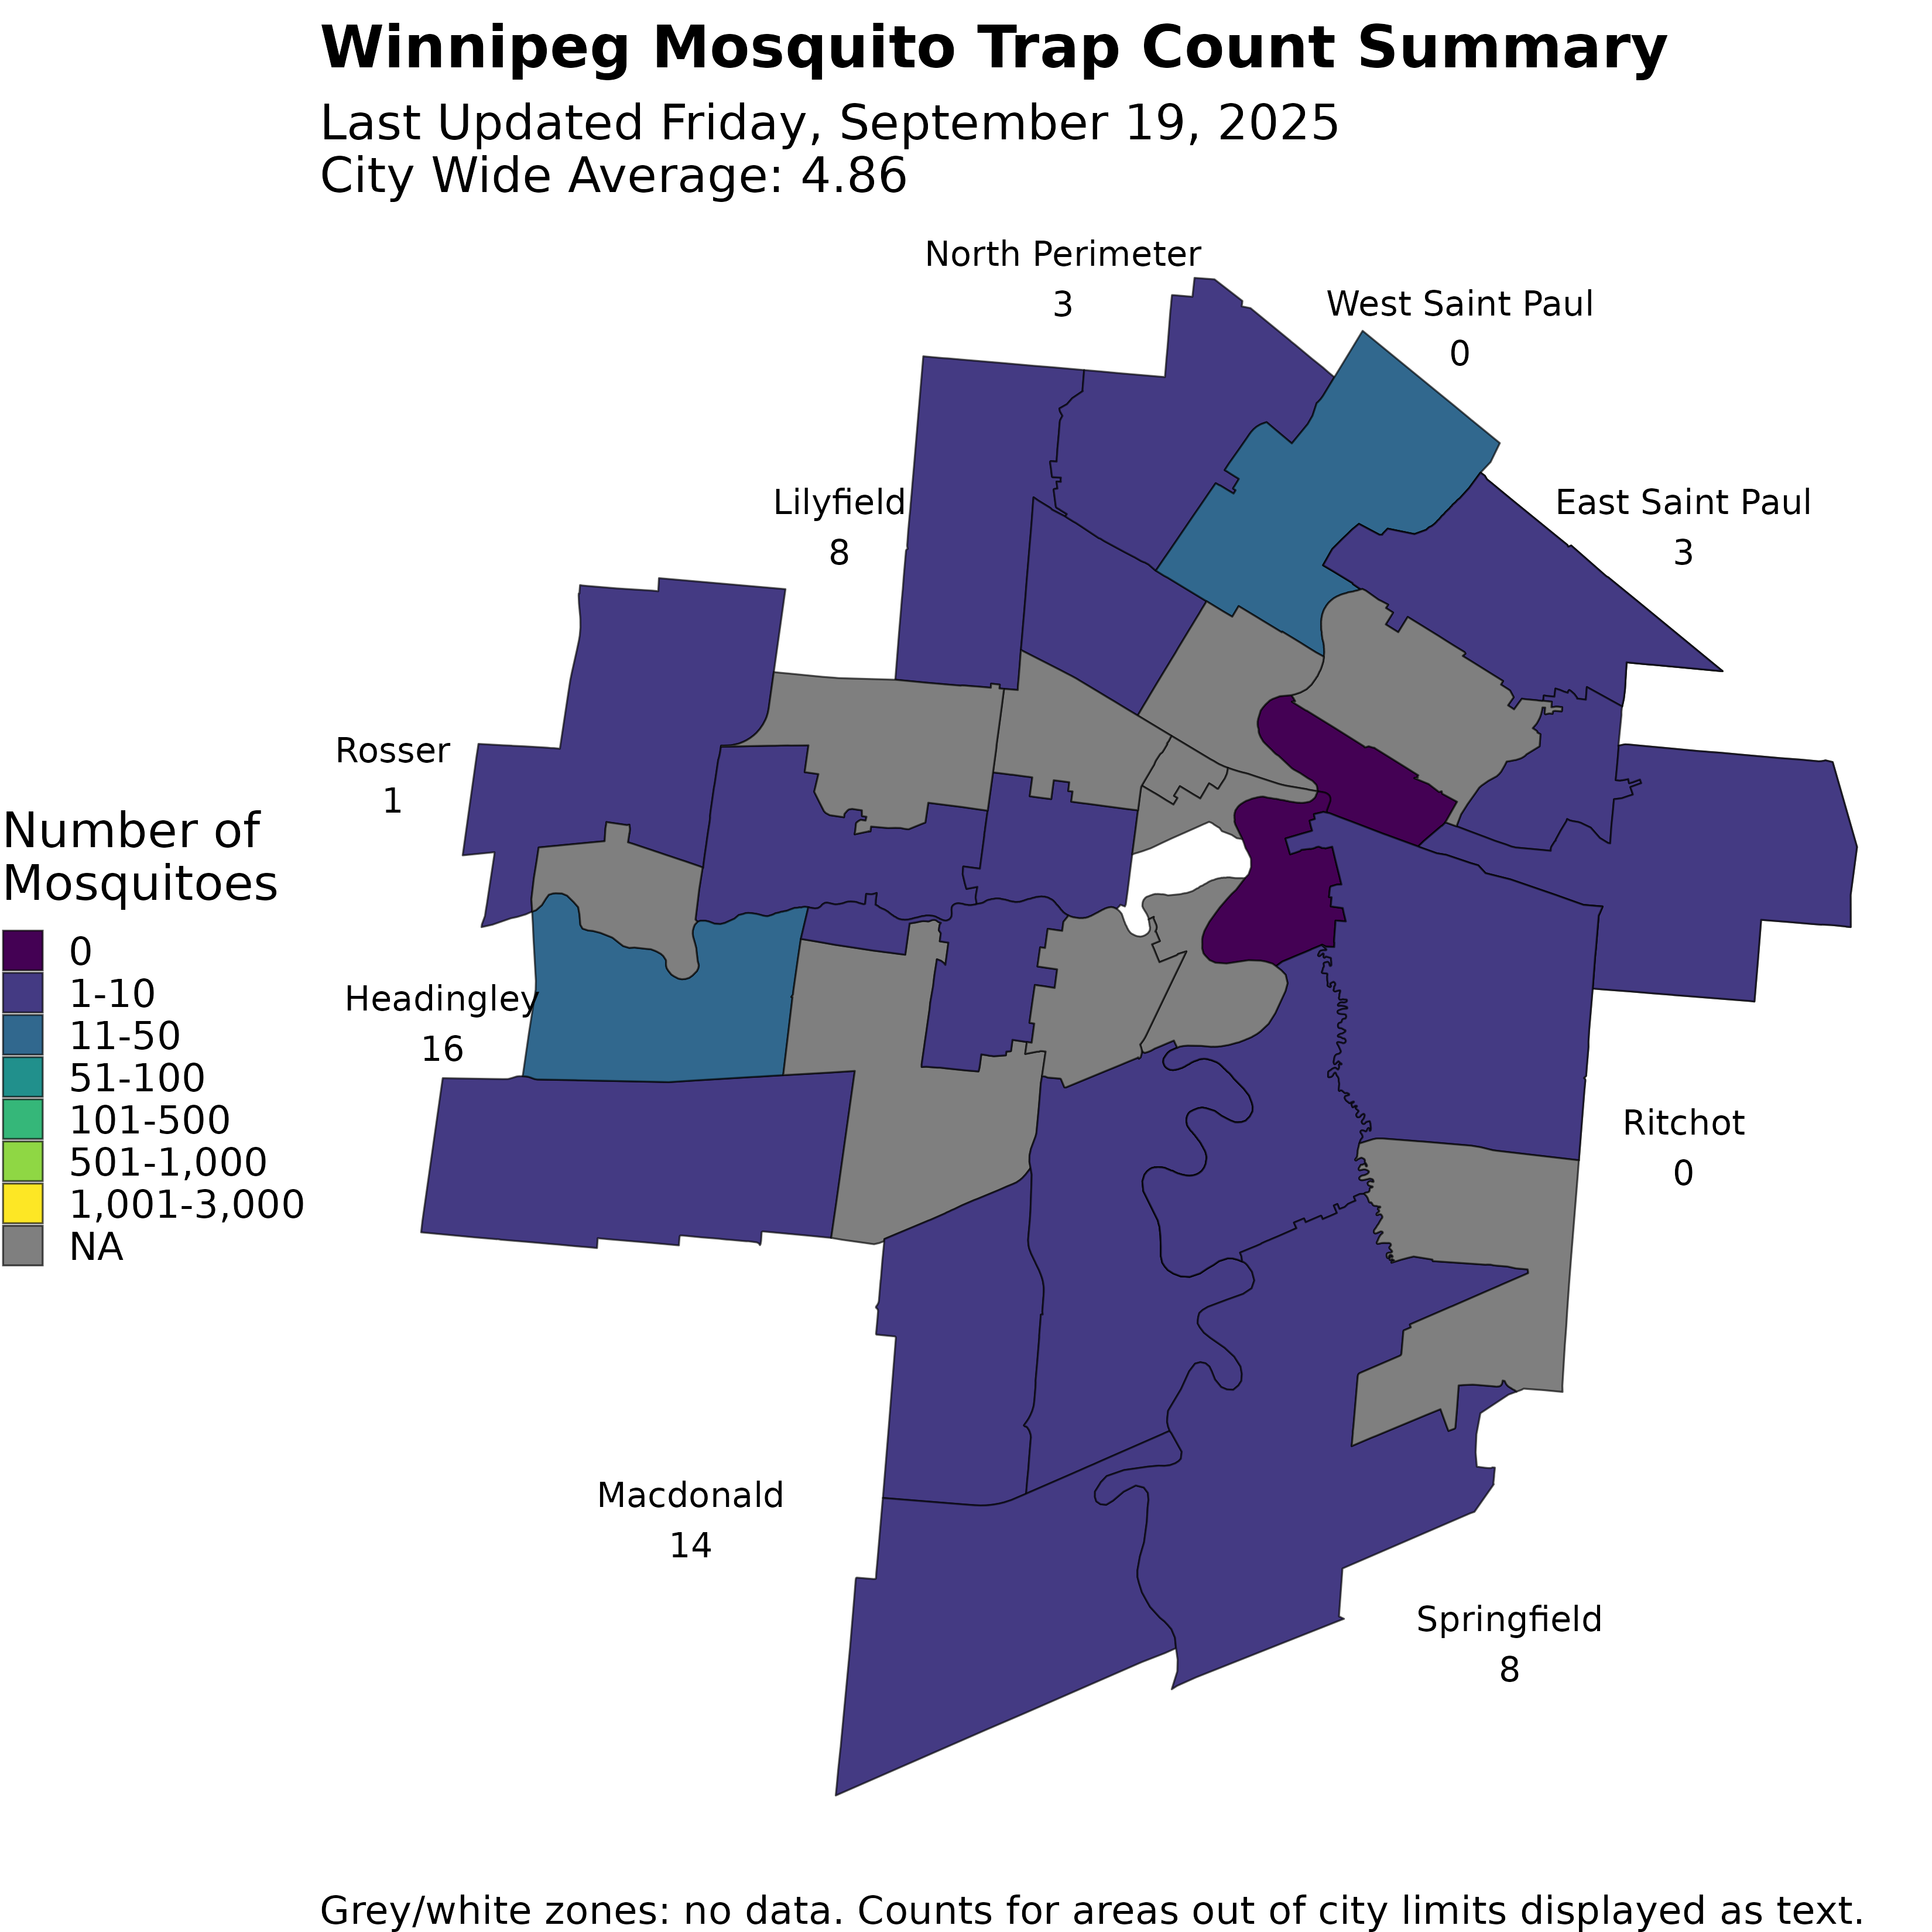 Winnipeg Mosquito Trap Count Summary
Last Updated Friday, September 19, 2025
City Wide Average: 4.86
North Perimeter
3
West Saint Paul
0
Lilyfield
8
East Saint Paul
3
Rosser
1
Number of
Mosquitoes
0
1-10
11-50
51-100
101-500
501-1,000
1,001-3,000
NA
Headingley
16
Ritchot
0
Macdonald
14
Springfield
8
Grey/white zones: no data. Counts for areas out of city limits displayed as text.